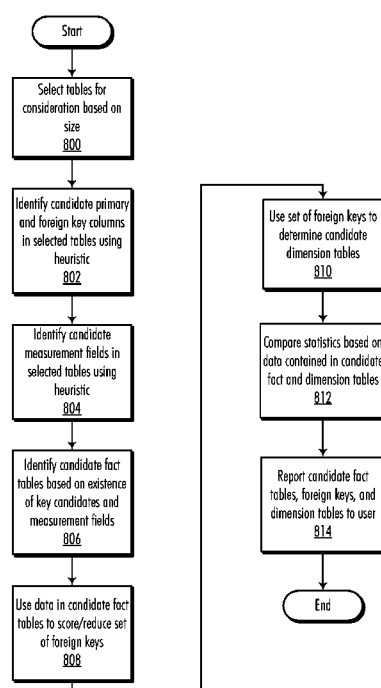 Start
Select tables for
consideration based on
size
800
Identify candidate primary
and foreign key columns
in selected tables using
heuristic
802
Identify candidate
measurement fields in
selected tables using
heuristic
804
Identify candidate fact
tables based on existence
of key candidates and
measurement fields
806
Use data in candidate fact
tables to score/reduce set
of foreign keys
808
Use set of foreign keys to
determine candidate
dimension tables
810
Compare statistics based on
data contained in candidate
fact and dimension tables
812
Report candidate fact
tables, foreign keys, and
dimension tables to user
814
End